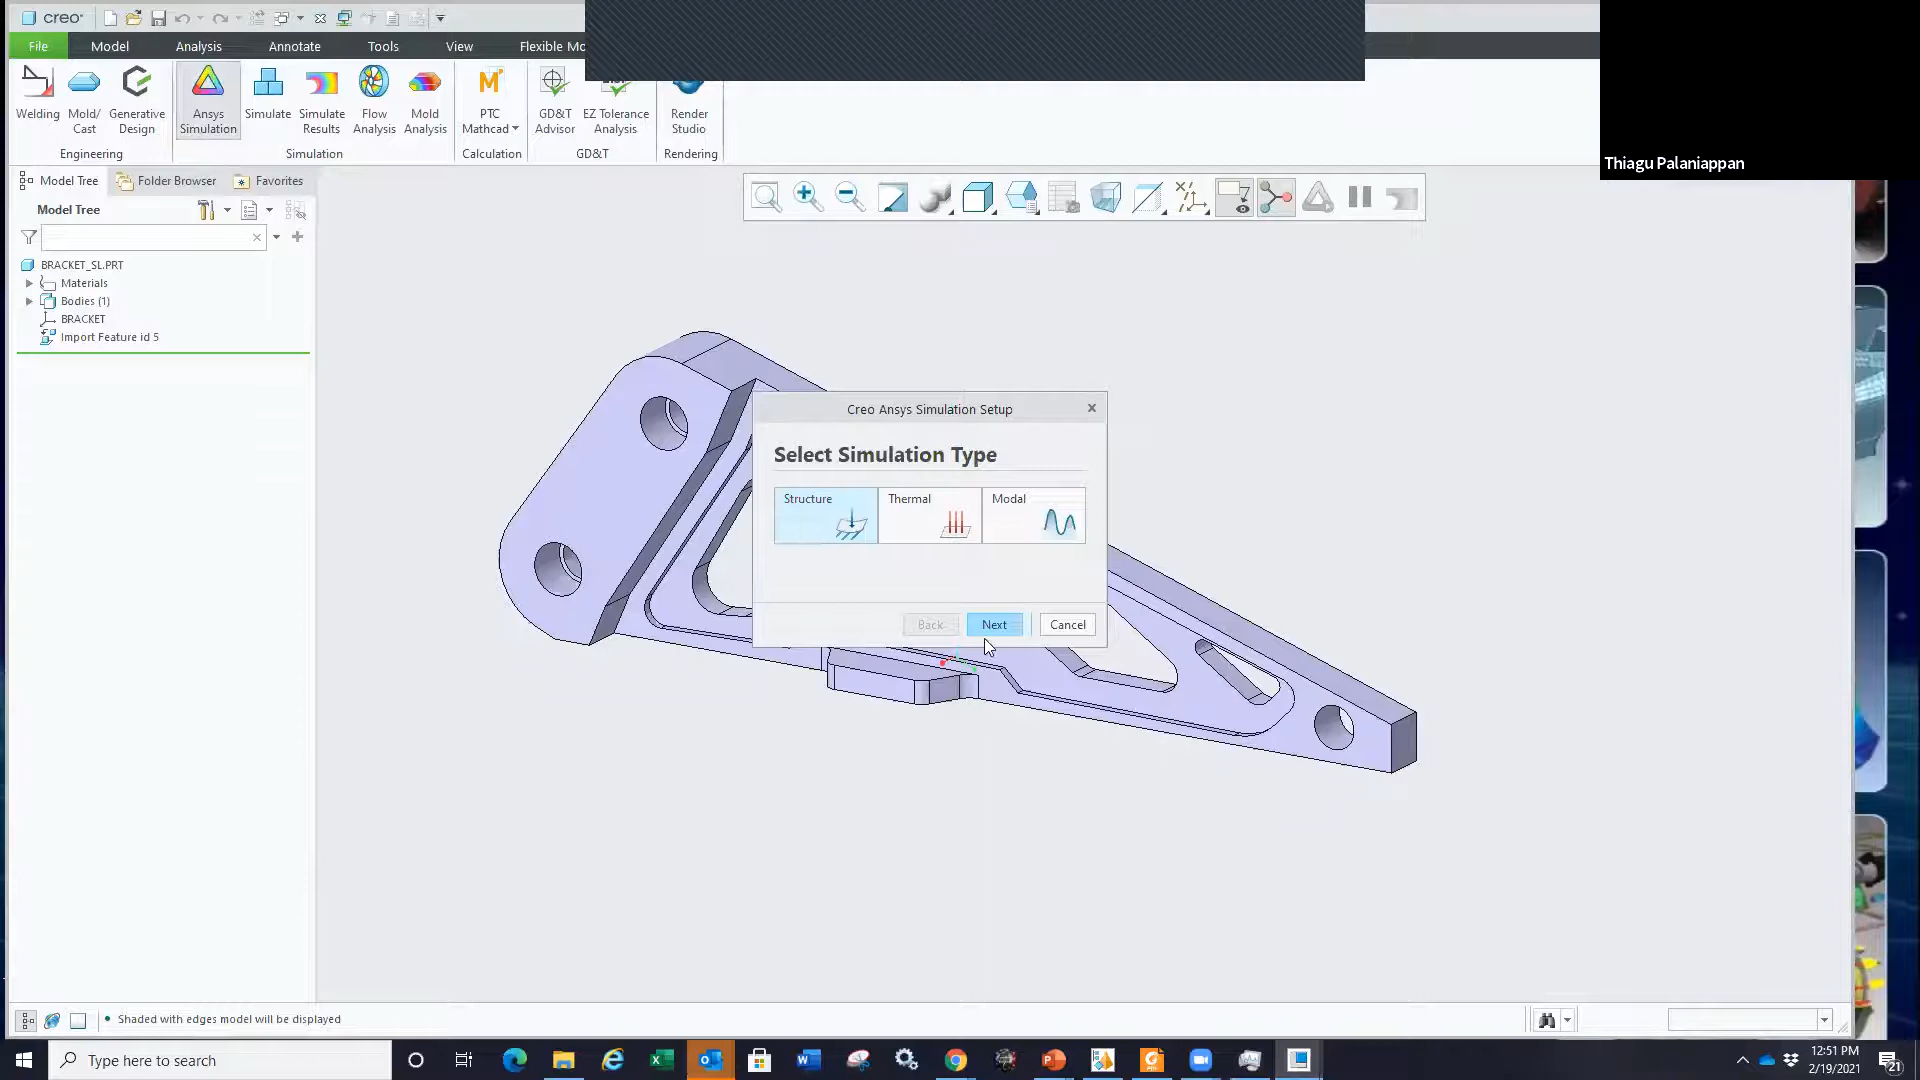 creo
File
Model
Analysis
Annotate
Tools
View
Flexible Mo
Welding
Mold/
Cast
Generative
Design
Ansys
Simulation
Simulate
Simulate
Results
Flow
Analysis
Mold
Analysis
PTC
Mathcad
GD&T
Advisor
EZ Tolerance
Analysis
Render
Studio
Engineering
Simulation
Calculation
GD&T
Rendering
Thiagu Palaniappan
Model Tree
Folder Browser
Favorites
Model Tree
BRACKET_SL.PRT
Materials
Bodies (1)
BRACKET
Import Feature id 5
Creo Ansys Simulation Setup
Select Simulation Type
Structure
Thermal
Modal
Back
Next
Cancel
Shaded with edges model will be displayed
Type here to search
12:51 PM
2/19/2021
21